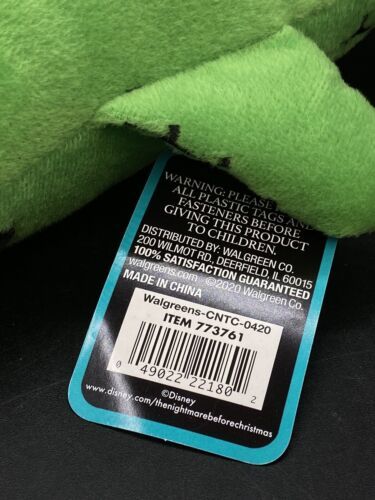 WARNING: PLEASE
ALL PLASTIC TAGS AND
FASTENERS BEFORE
GIVING THIS PRODUCT
TO CHILDREN.
DISTRIBUTED BY: WALGREEN CO.
200 WILMOT RD, DEERFIELD, IL 60015
100% SATISFACTION GUARANTEED
walgreens.com ©2020 Walgreen Co.
MADE IN CHINA
Walgreens-CNTC-0420
ITEM 773761
0 49022 22180 2
©Disney
www.disney.com/thenightmarebeforechristmas